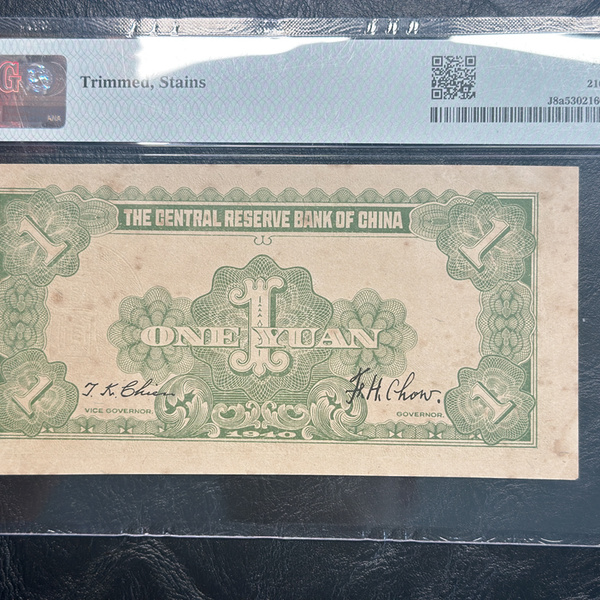 Trimmed, Stains
THE CENTRAL RESERVE BANK OF CHINA
1 1
1
ONE YUAN
T. K. Chien
F. H. Chow.
VICE GOVERNOR.
GOVERNOR.
1 1
1940